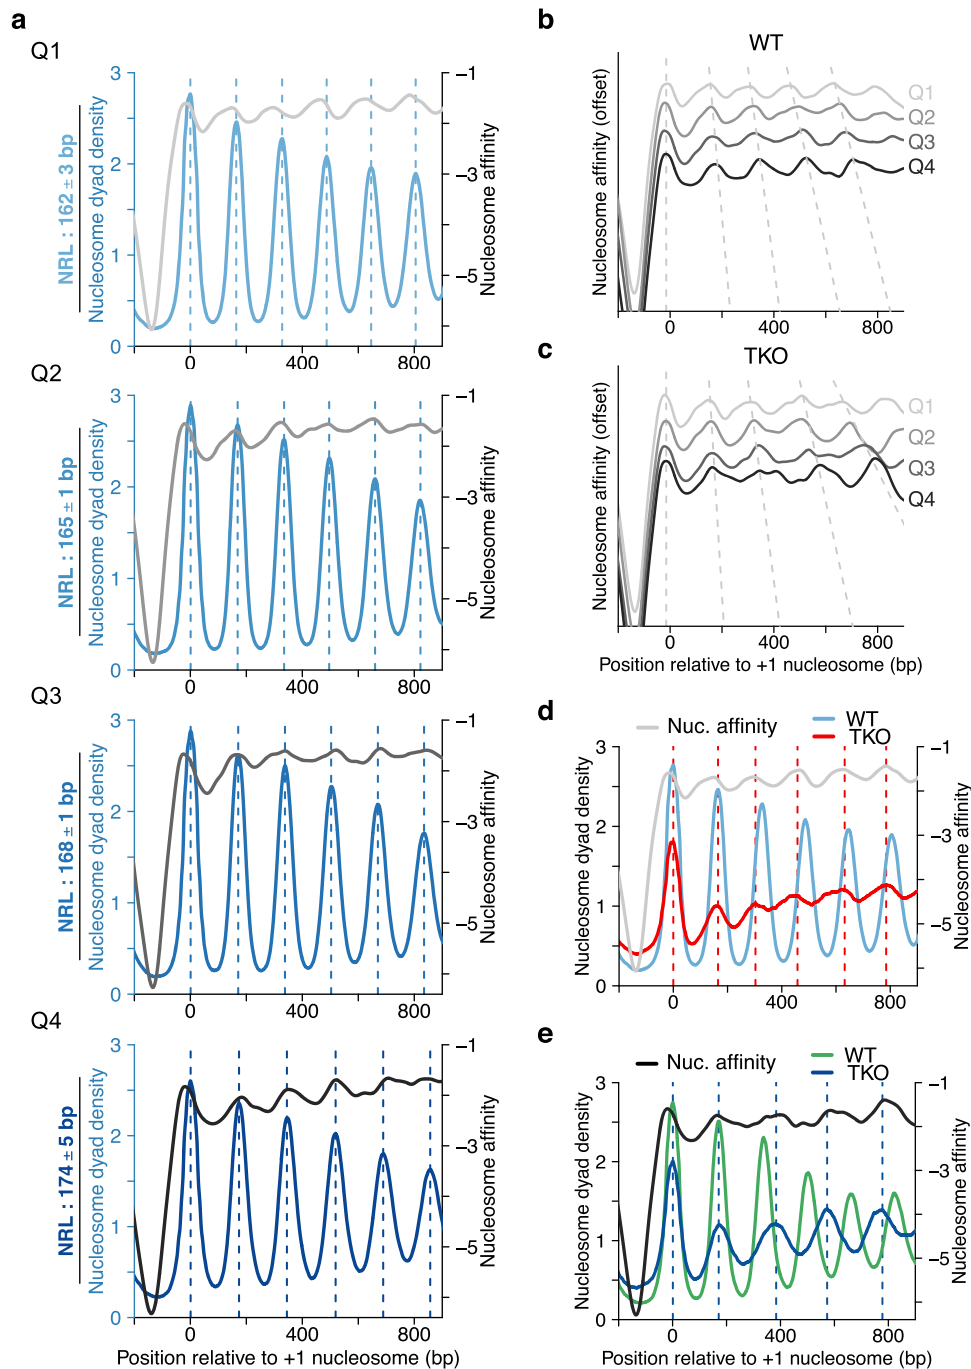 a
Q1
NRL : 162 ± 3 bp
Nucleosome dyad density
3
2
1
0
0
400
800
−1
−3
−5
Nucleosome affinity
Q2
NRL : 165 ± 1 bp
Nucleosome dyad density
3
2
1
0
0
400
800
−1
−3
−5
Nucleosome affinity
Q3
NRL : 168 ± 1 bp
Nucleosome dyad density
3
2
1
0
0
400
800
−1
−3
−5
Nucleosome affinity
Q4
NRL : 174 ± 5 bp
Nucleosome dyad density
3
2
1
0
0
400
800
−1
−3
−5
Nucleosome affinity
Position relative to +1 nucleosome (bp)
b
WT
Nucleosome affinity (offset)
Q1
Q2
Q3
Q4
0
400
800
c
TKO
Nucleosome affinity (offset)
Q1
Q2
Q3
Q4
0
400
800
Position relative to +1 nucleosome (bp)
d
Nuc. affinity
WT
TKO
Nucleosome dyad density
3
2
1
0
0
400
800
−1
−3
−5
Nucleosome affinity
e
Nuc. affinity
WT
TKO
Nucleosome dyad density
3
2
1
0
0
400
800
−1
−3
−5
Nucleosome affinity
Position relative to +1 nucleosome (bp)